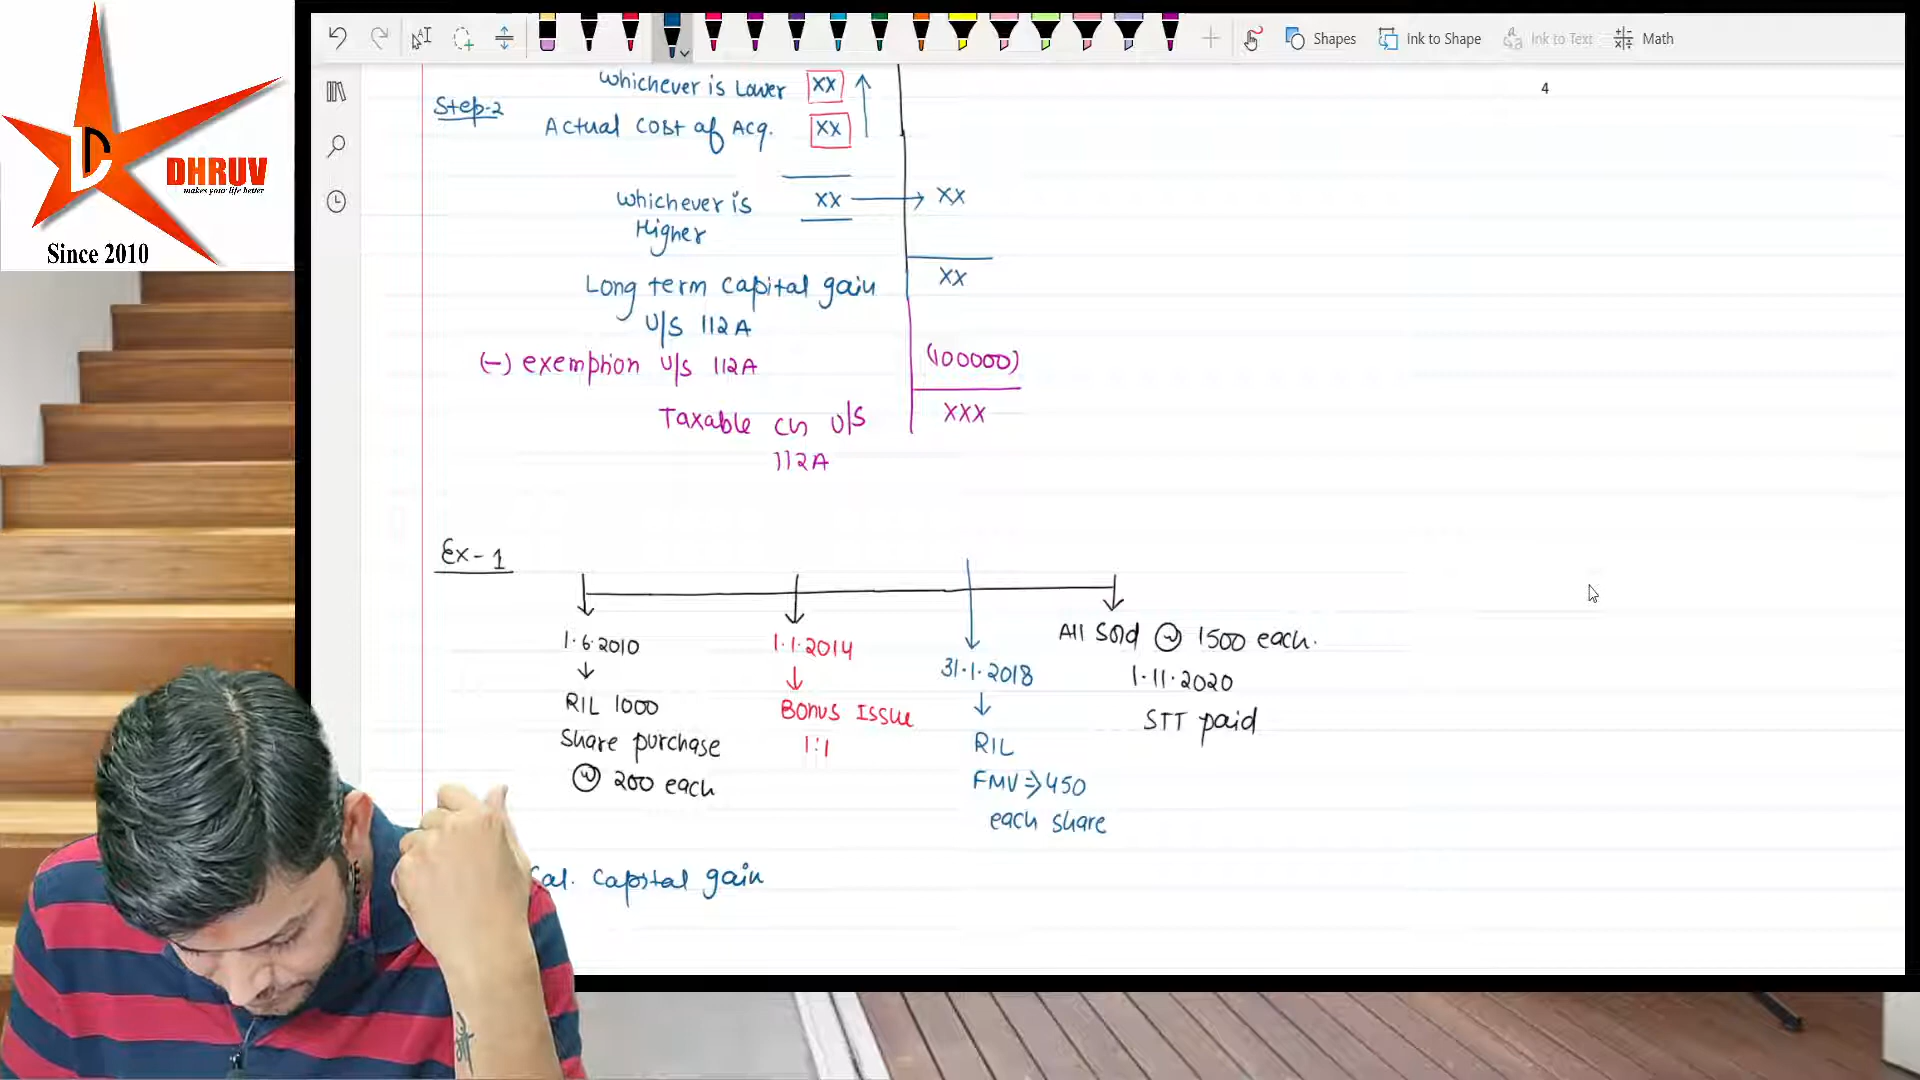 DC
DHRUV
makes your life better
Since 2010
Shapes
Ink to Shape
Ink to Text
Math
4
Whichever is Lower XX
Step-2
Actual Cost of Acq. XX
Whichever is XX XX
Higher
Long term Capital gain XX
U/S 112A
(-) exemption U/S 112A (100000)
Taxable CG U/S XXX
112A
Ex-1
1.6.2010
RIL 1000
Share purchase
@ 200 each
1.1.2014
Bonus Issue
1:1
31.1.2018
RIL
FMV ⇒ 450
each share
All Sold @ 1500 each.
1.11.2020
STT paid
Cal. Capital gain